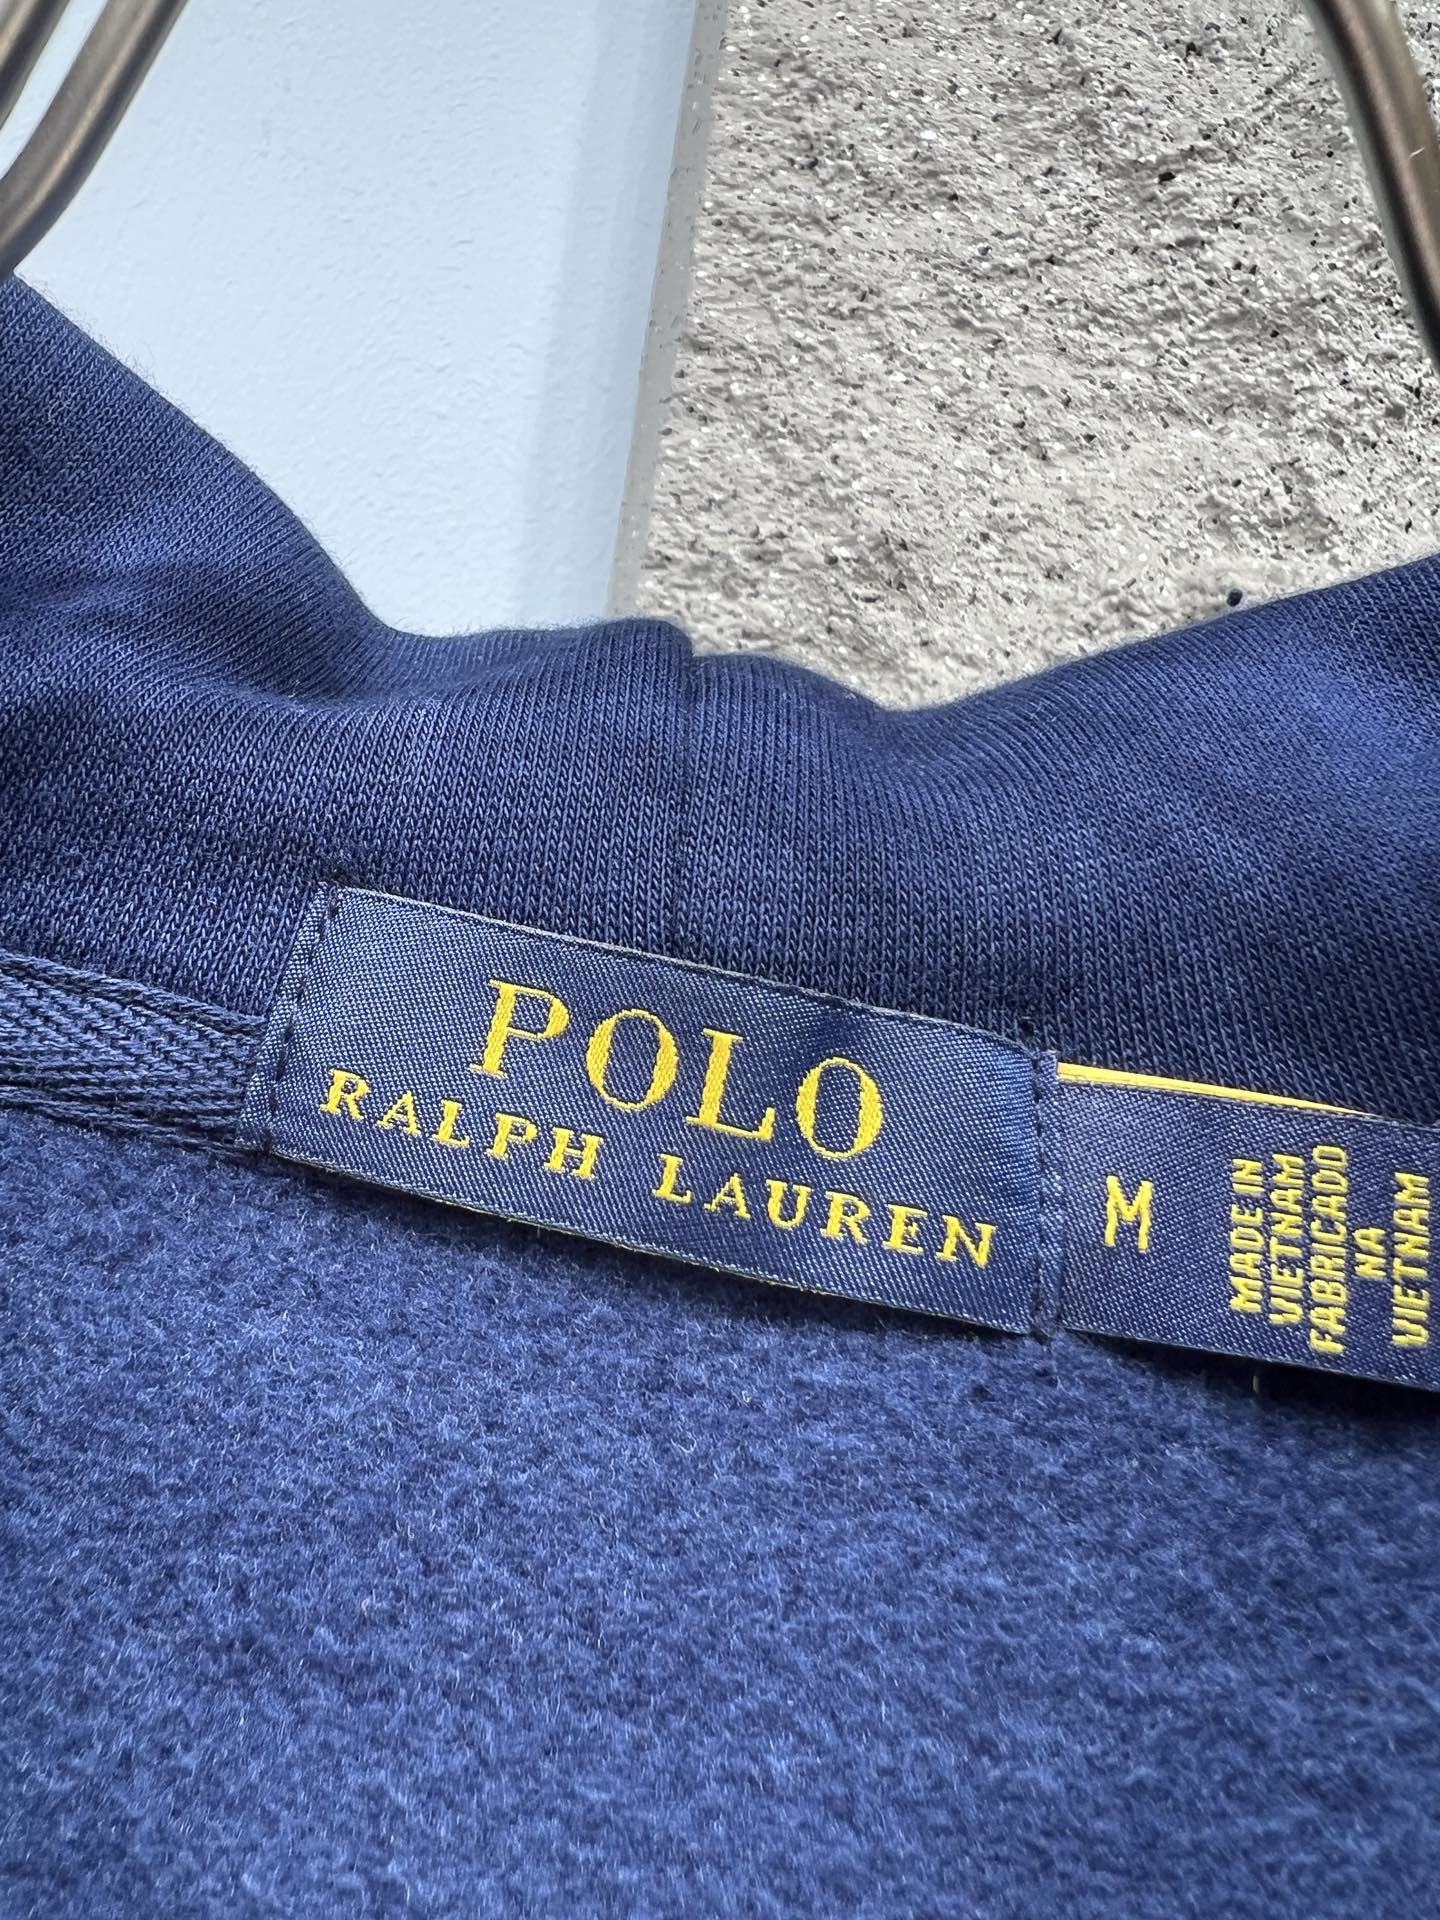 POLO
RALPH LAUREN
M
MADE IN
VIETNAM
FABRICADO
NA
VIETNAM